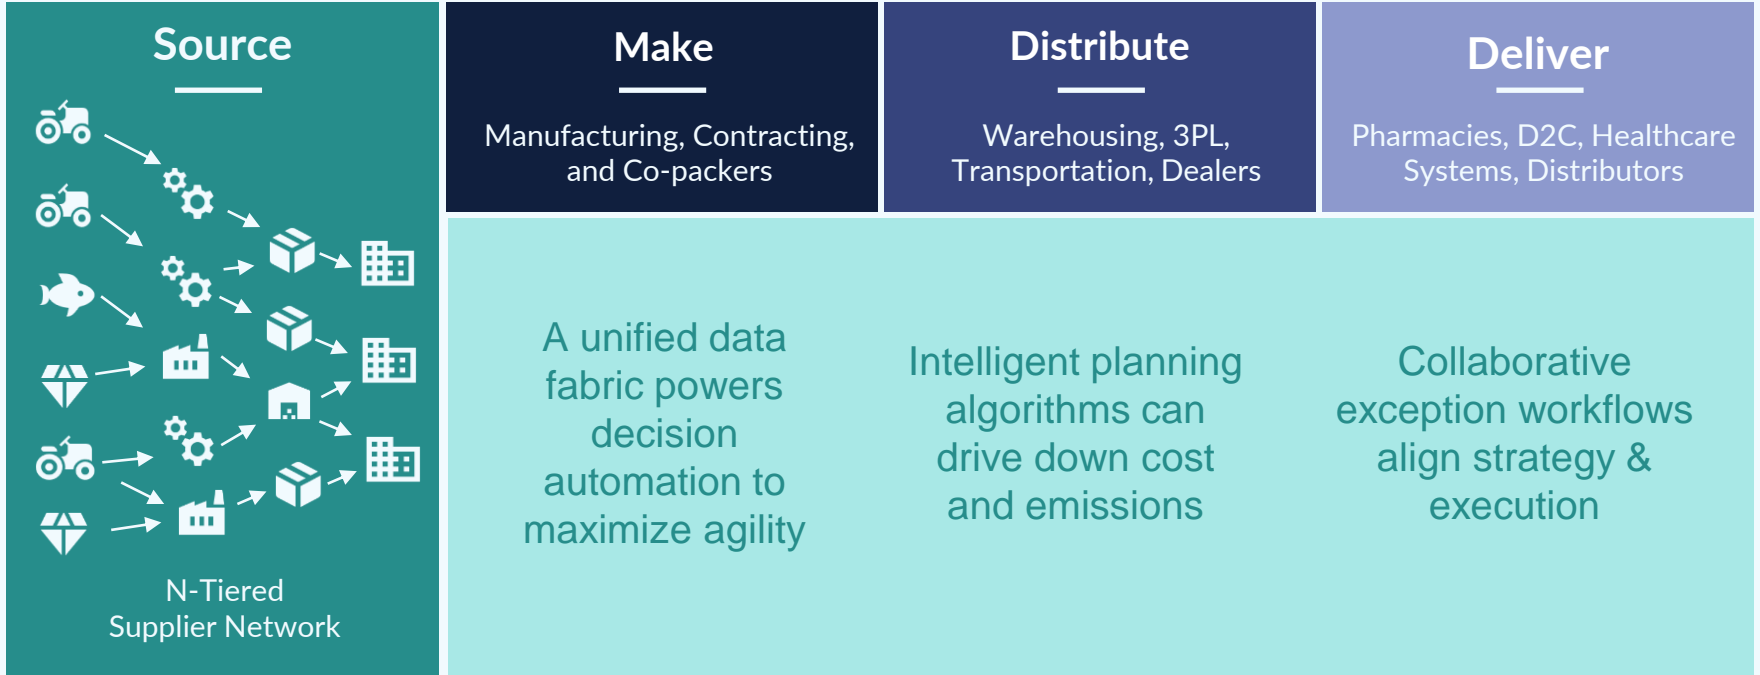 Source
N-Tiered
Supplier Network
Make
Manufacturing, Contracting,
and Co-packers
Distribute
Warehousing, 3PL,
Transportation, Dealers
Deliver
Pharmacies, D2C, Healthcare
Systems, Distributors
A unified data
fabric powers
decision
automation to
maximize agility
Intelligent planning
algorithms can
drive down cost
and emissions
Collaborative
exception workflows
align strategy &
execution